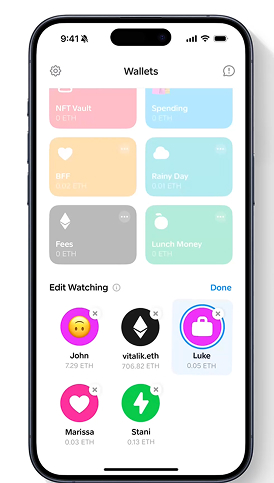 9:41
Wallets
NFT Vault
0 ETH
Spending
0 ETH
BFF
0.02 ETH
Rainy Day
0.01 ETH
Fees
0 ETH
Lunch Money
0 ETH
Edit Watching
Done
John
7.29 ETH
vitalik.eth
706.82 ETH
Luke
0.05 ETH
Marissa
0.03 ETH
Stani
0.13 ETH